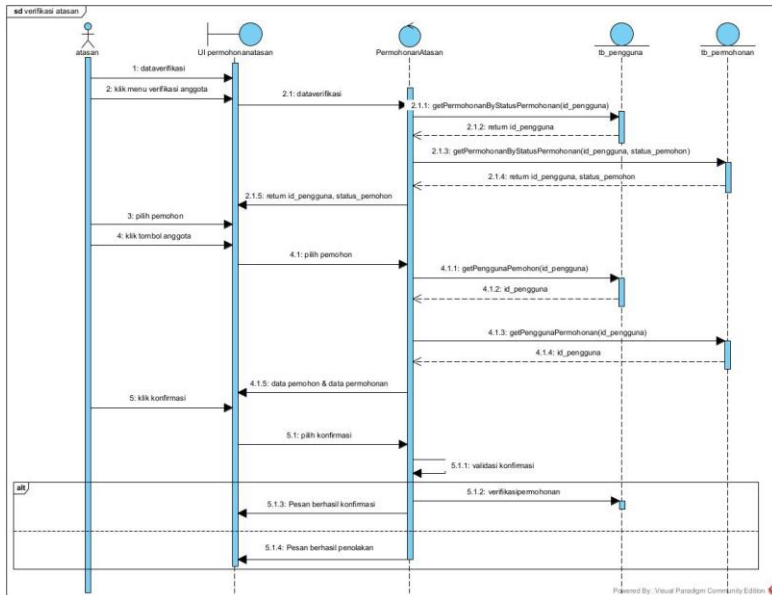 sd verifikasi atasan
atasan
UI permohonanatasan
PermohonanAtasan
tb_pengguna
tb_permohonan
1: dataverifikasi
2: klik menu verifikasi anggota
2.1: dataverifikasi
2.1.1: getPermohonanByStatusPermohonan(id_pengguna)
2.1.2: return id_pengguna
2.1.3: getPermohonanByStatusPermohonan(id_pengguna, status_pemohon)
2.1.4: return id_pengguna, status_pemohon
2.1.5: return id_pengguna, status_pemohon
3: pilih pemohon
4: klik tombol anggota
4.1: pilih pemohon
4.1.1: getPenggunaPemohon(id_pengguna)
4.1.2: id_pengguna
4.1.3: getPenggunaPermohonan(id_pengguna)
4.1.4: id_pengguna
4.1.5: data pemohon & data permohonan
5: klik konfirmasi
5.1: pilih konfirmasi
5.1.1: validasi konfirmasi
alt
5.1.2: verifikasipermohonan
5.1.3: Pesan berhasil konfirmasi
5.1.4: Pesan berhasil penolakan
Powered By: Visual Paradigm Community Edition